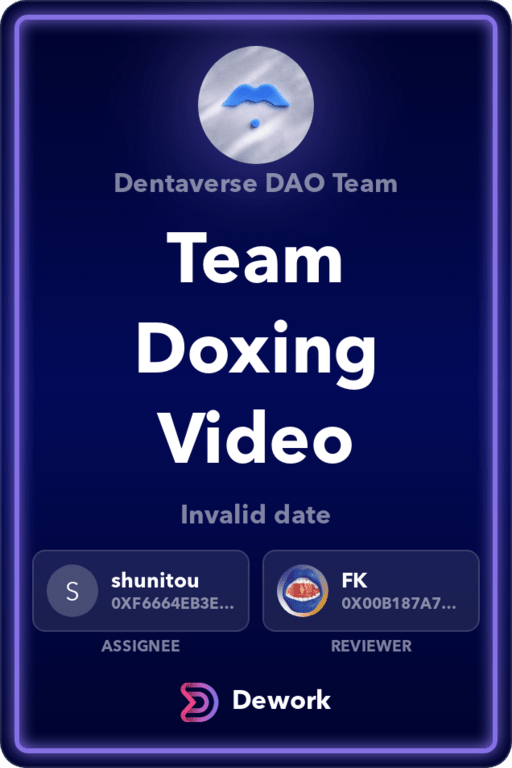 Dentaverse DAO Team
Team
Doxing
Video
Invalid date
S
shunitou
0XF6664EB3E...
FK
0X00B187A7...
ASSIGNEE
REVIEWER
Dework